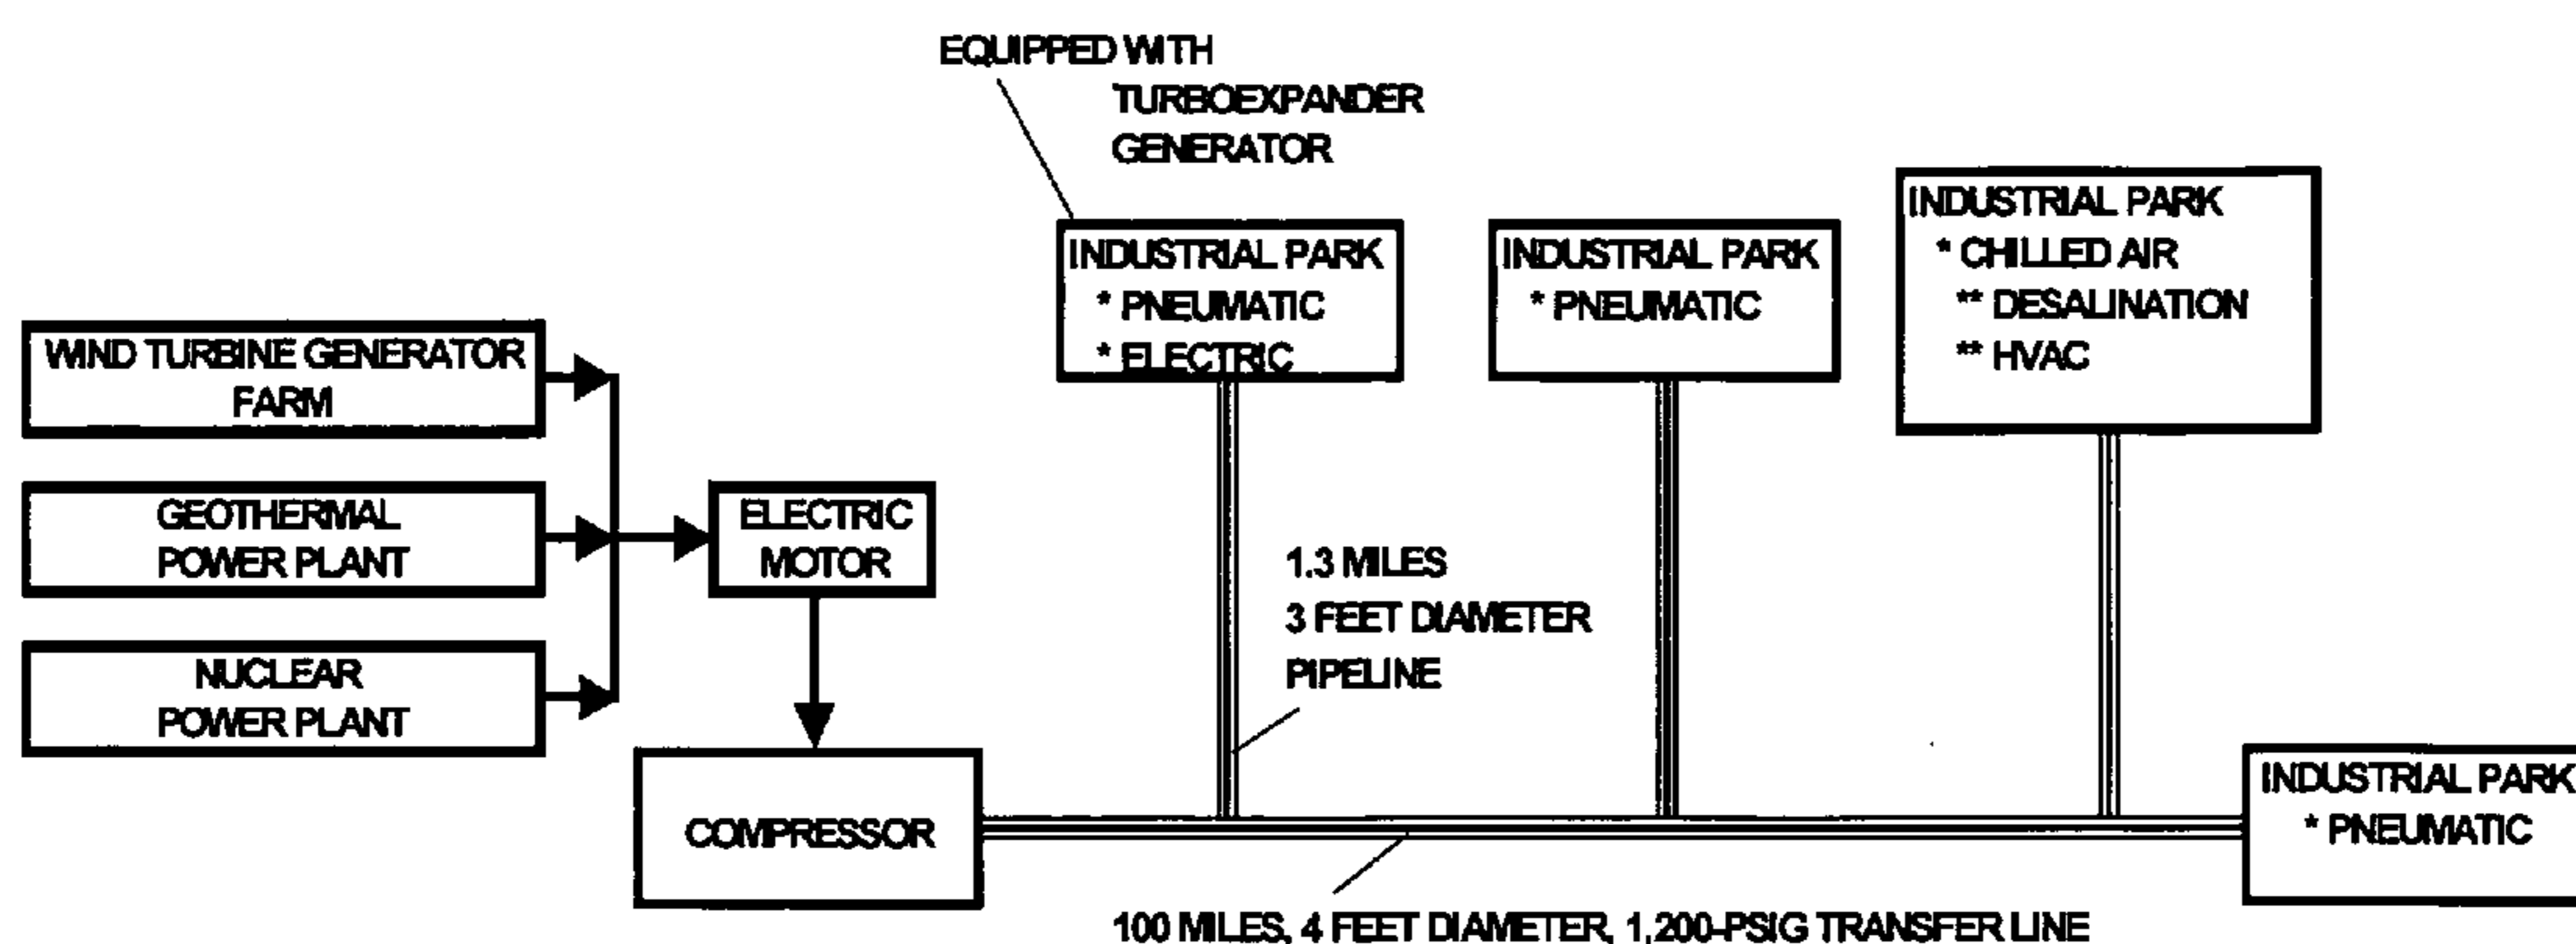 EQUIPPED WITH
TURBOEXPANDER
GENERATOR
INDUSTRIAL PARK
* PNEUMATIC
* ELECTRIC
INDUSTRIAL PARK
* PNEUMATIC
INDUSTRIAL PARK
* CHILLED AIR
** DESALINATION
** HVAC
WIND TURBINE GENERATOR
FARM
GEOTHERMAL
POWER PLANT
NUCLEAR
POWER PLANT
ELECTRIC
MOTOR
COMPRESSOR
1.3 MILES
3 FEET DIAMETER
PIPELINE
INDUSTRIAL PARK
* PNEUMATIC
100 MILES, 4 FEET DIAMETER, 1,200-PSIG TRANSFER LINE